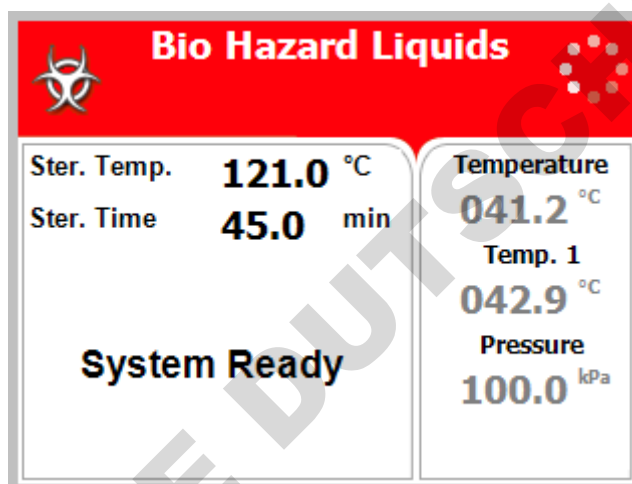 Bio Hazard Liquids
Ster. Temp. 121.0 °C
Ster. Time 45.0 min
System Ready
Temperature
041.2 °C
Temp. 1
042.9 °C
Pressure
100.0 kPa
E DUTSCH